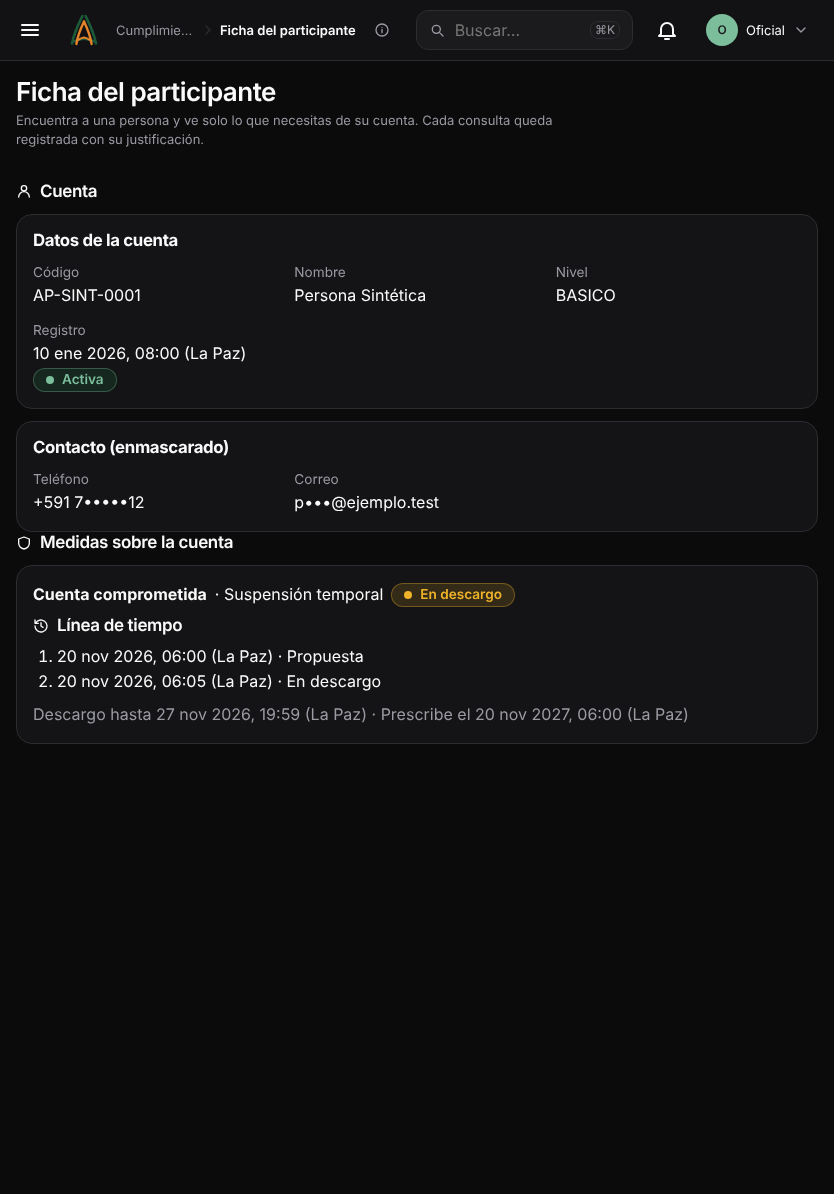 Cumplimie... Ficha del participante Buscar... ⌘K O Oficial
Ficha del participante
Encuentra a una persona y ve solo lo que necesitas de su cuenta. Cada consulta queda
registrada con su justificación.
Cuenta
Datos de la cuenta
Código Nombre Nivel
AP-SINT-0001 Persona Sintética BASICO
Registro
10 ene 2026, 08:00 (La Paz)
Activa
Contacto (enmascarado)
Teléfono Correo
+591 7•••••12 p•••@ejemplo.test
Medidas sobre la cuenta
Cuenta comprometida · Suspensión temporal En descargo
Línea de tiempo
1. 20 nov 2026, 06:00 (La Paz) · Propuesta
2. 20 nov 2026, 06:05 (La Paz) · En descargo
Descargo hasta 27 nov 2026, 19:59 (La Paz) · Prescribe el 20 nov 2027, 06:00 (La Paz)